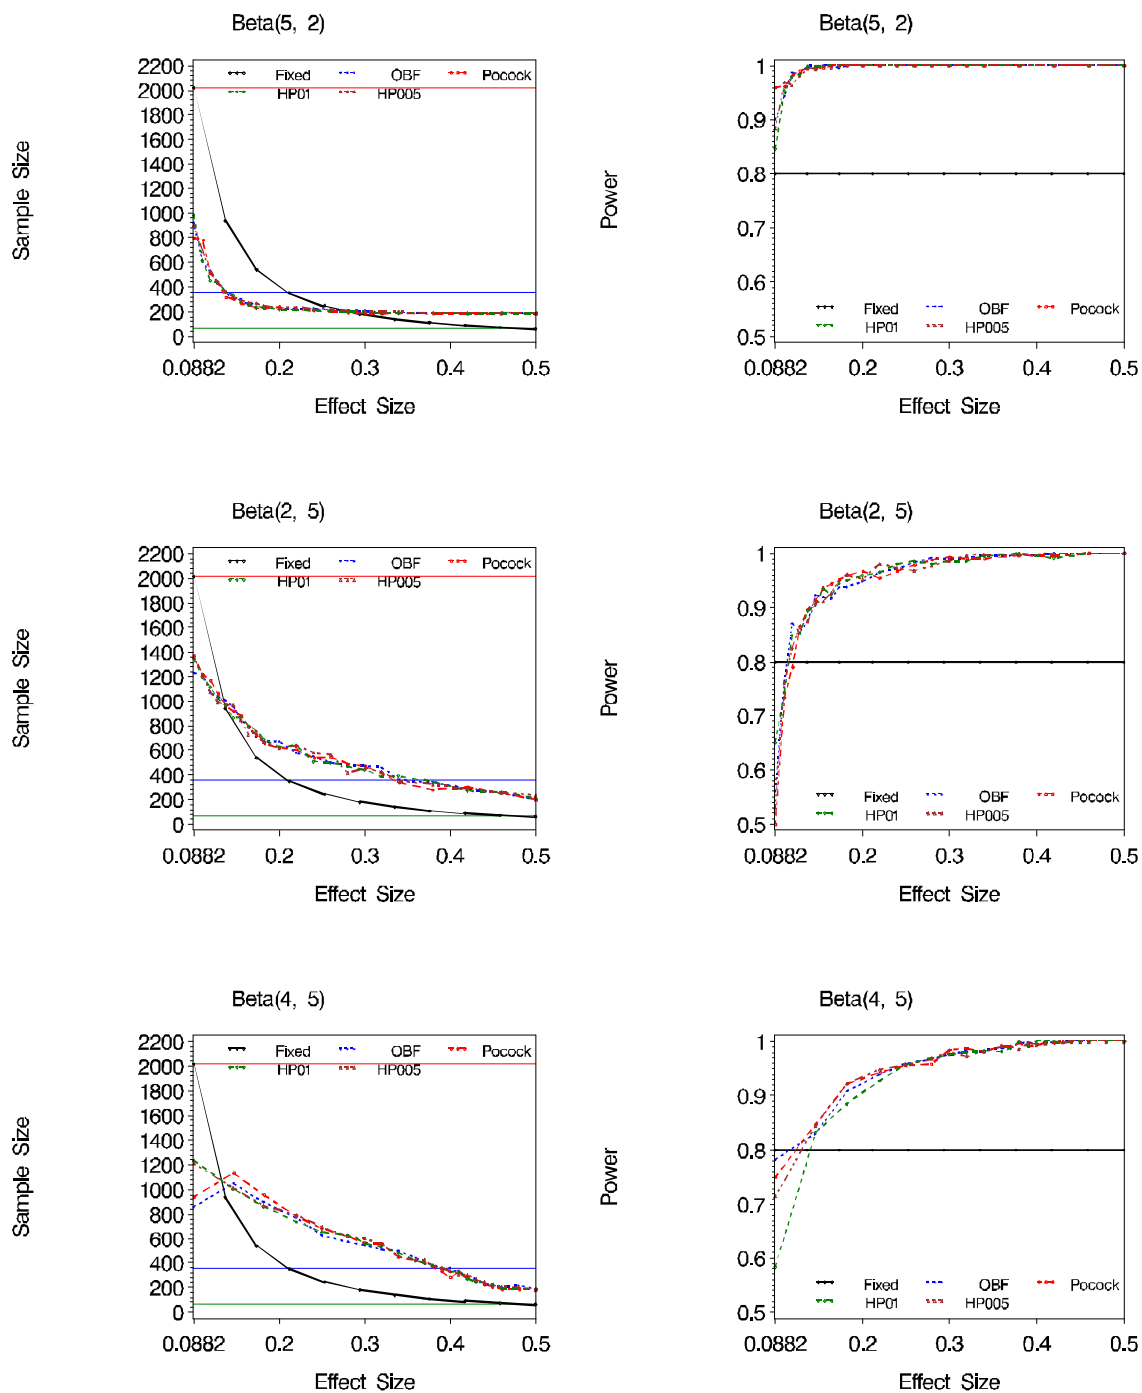 Beta(5, 2)
Sample Size
2200
2000
1800
1600
1400
1200
1000
800
600
400
200
0
Fixed OBF Pocock
HP01 HP005
0.0882 0.2 0.3 0.4 0.5
Effect Size
Beta(5, 2)
Power
1
0.9
0.8
0.7
0.6
0.5
Fixed OBF Pocock
HP01 HP005
0.0882 0.2 0.3 0.4 0.5
Effect Size
Beta(2, 5)
Sample Size
2200
2000
1800
1600
1400
1200
1000
800
600
400
200
0
Fixed OBF Pocock
HP01 HP005
0.0882 0.2 0.3 0.4 0.5
Effect Size
Beta(2, 5)
Power
1
0.9
0.8
0.7
0.6
0.5
Fixed OBF Pocock
HP01 HP005
0.0882 0.2 0.3 0.4 0.5
Effect Size
Beta(4, 5)
Sample Size
2200
2000
1800
1600
1400
1200
1000
800
600
400
200
0
Fixed OBF Pocock
HP01 HP005
0.0882 0.2 0.3 0.4 0.5
Effect Size
Beta(4, 5)
Power
1
0.9
0.8
0.7
0.6
0.5
Fixed OBF Pocock
HP01 HP005
0.0882 0.2 0.3 0.4 0.5
Effect Size